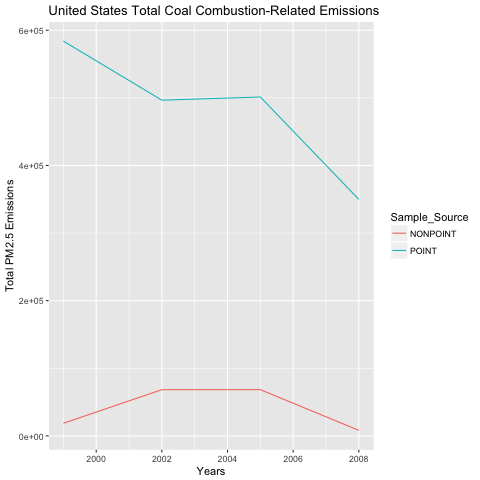 United States Total Coal Combustion-Related Emissions
6e+05
4e+05
2e+05
0e+00
Total PM2.5 Emissions
2000
2002
2004
2006
2008
Years
Sample_Source
NONPOINT
POINT